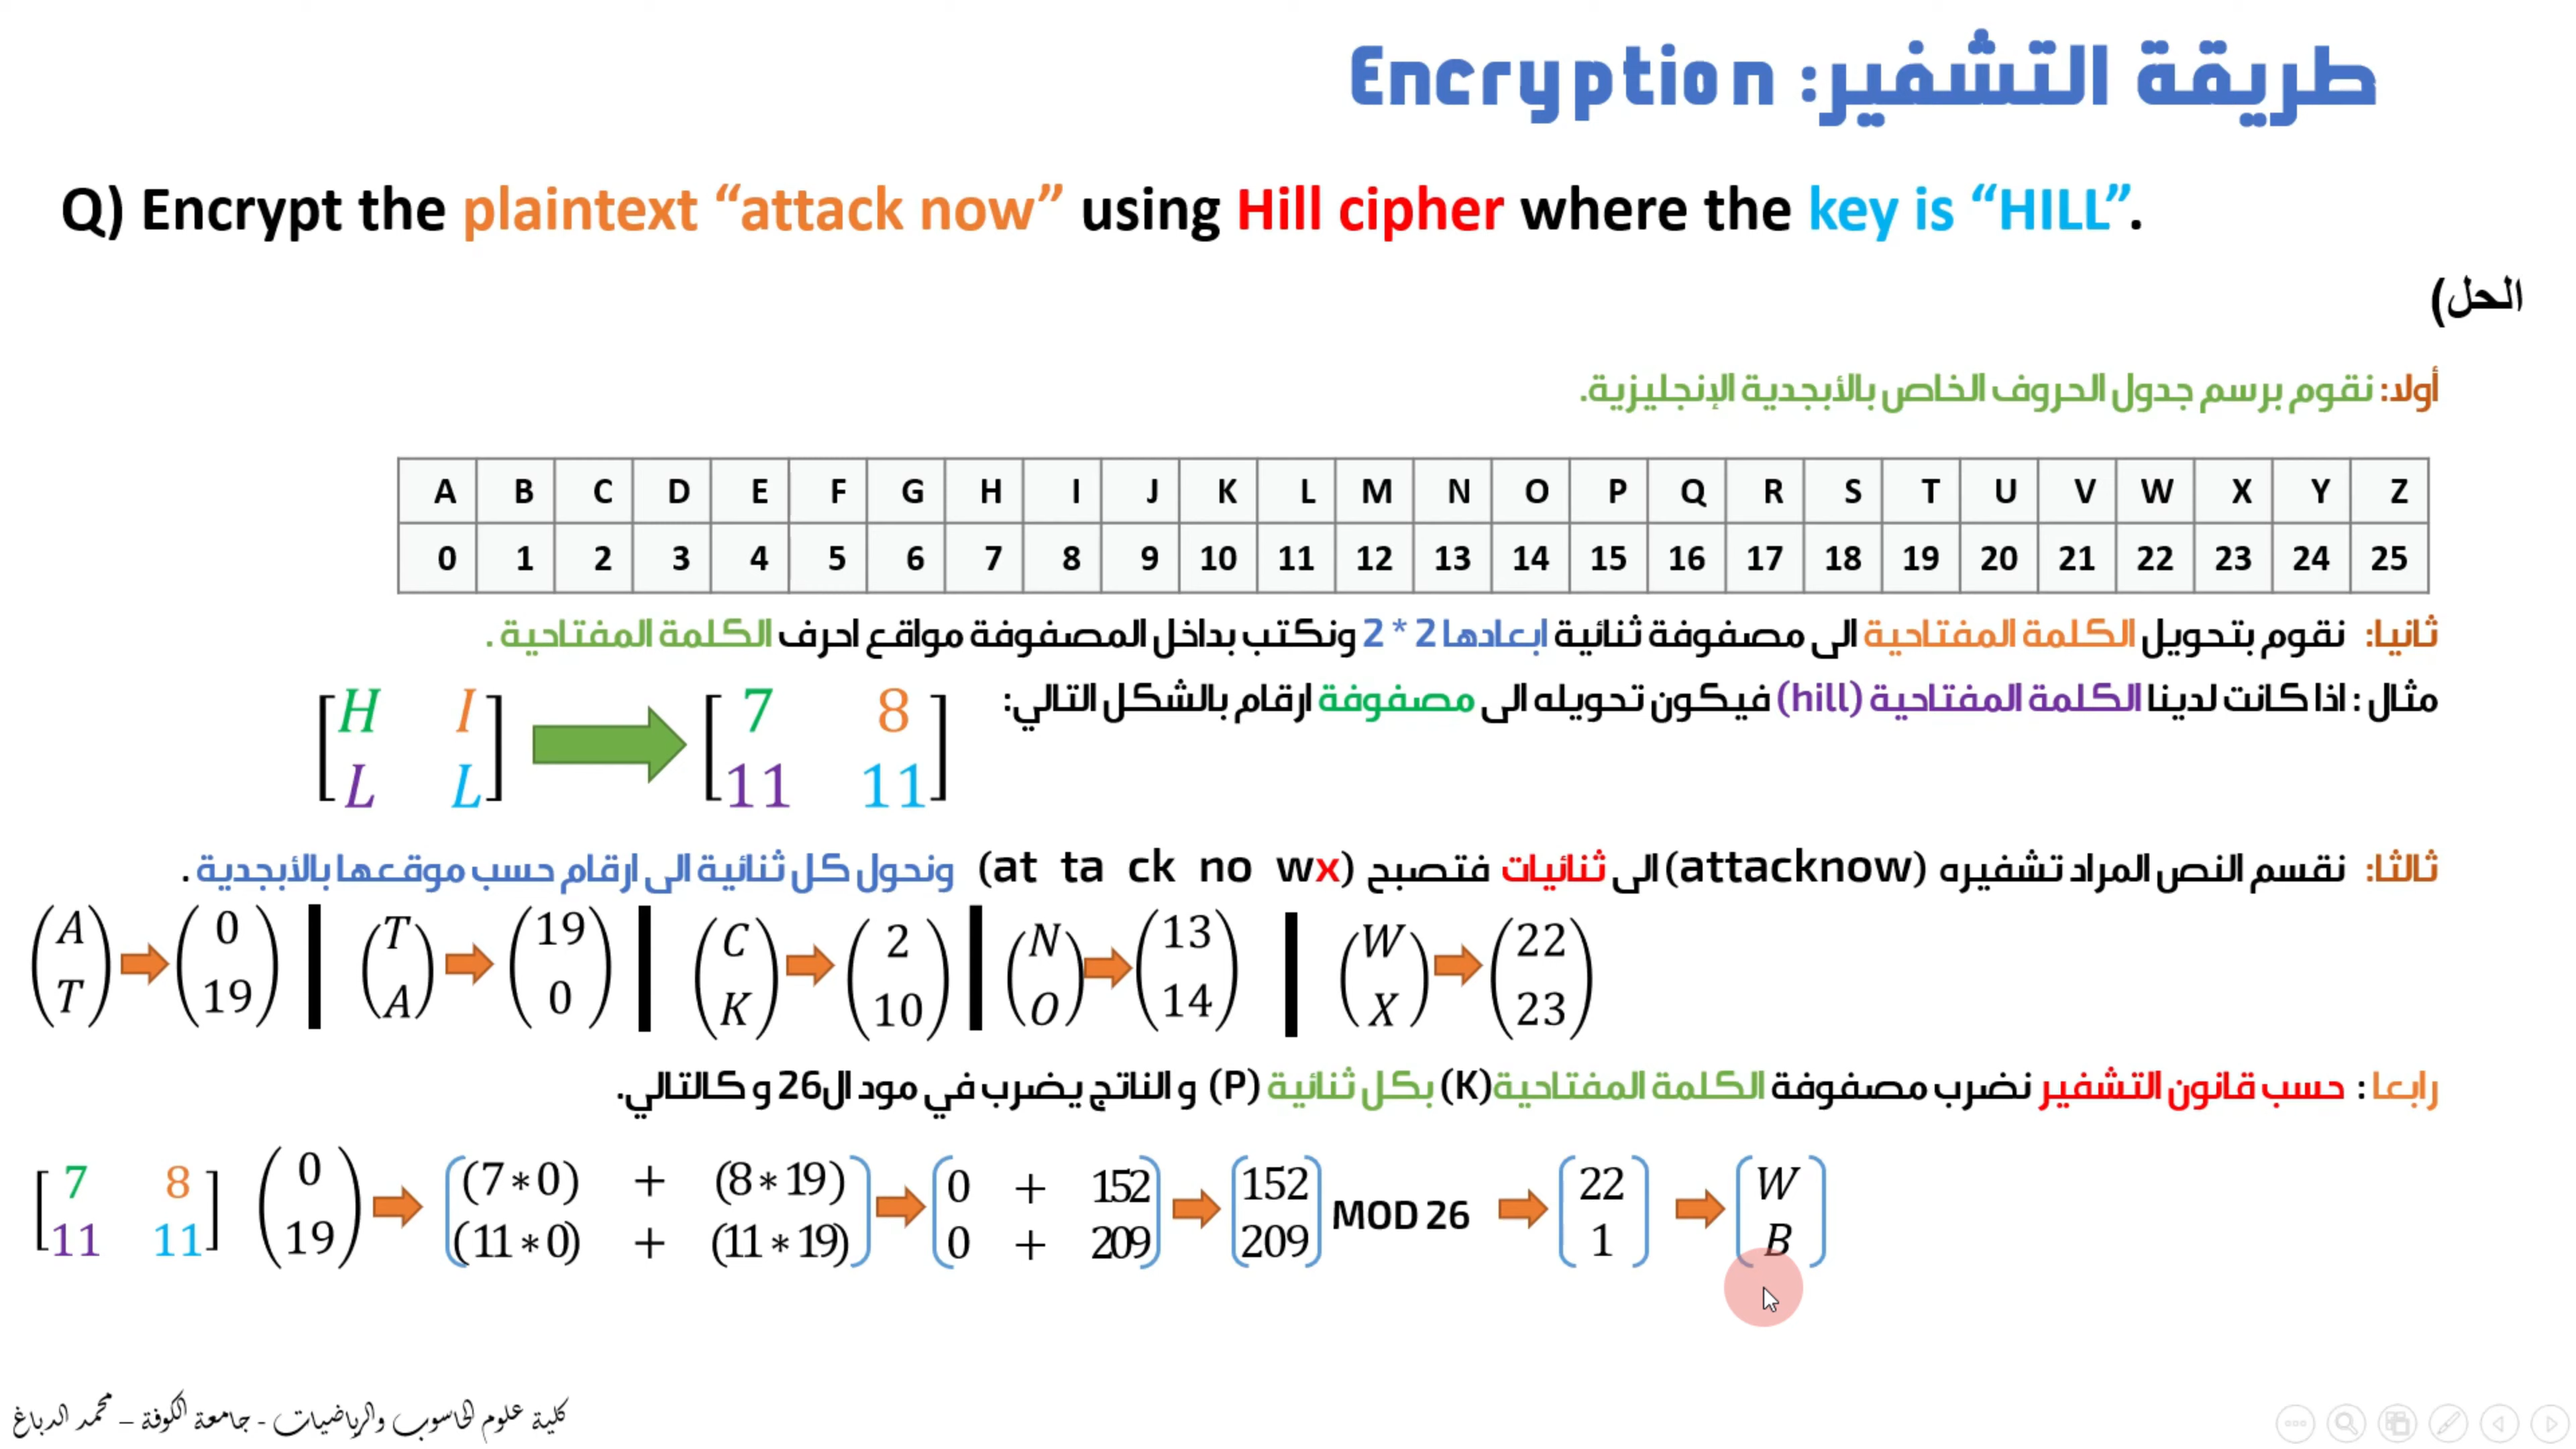 طريقة التشفير: Encryption
Q) Encrypt the plaintext “attack now” using Hill cipher where the key is “HILL”.
الحل)
أولا: نقوم برسم جدول الحروف الخاص بالأبجدية الإنجليزية.
A B C D E F G H I J K L M N O P Q R S T U V W X Y Z
0 1 2 3 4 5 6 7 8 9 10 11 12 13 14 15 16 17 18 19 20 21 22 23 24 25
ثانيا: نقوم بتحويل الكلمة المفتاحية الى مصفوفة ثنائية ابعادها 2 * 2 ونكتب بداخل المصفوفة مواقع احرف الكلمة المفتاحية .
مثال : اذا كانت لدينا الكلمة المفتاحية (hill) فيكون تحويله الى مصفوفة ارقام بالشكل التالي:
H I 7 8
L L 11 11
ثالثا: نقسم النص المراد تشفيره (attacknow) الى ثنائيات فتصبح (at ta ck no wx) ونحول كل ثنائية الى ارقام حسب موقعها بالأبجدية .
A 0 T 19 C 2 N 13 W 22
T 19 A 0 K 10 O 14 X 23
رابعا : حسب قانون التشفير نضرب مصفوفة الكلمة المفتاحية(K) بكل ثنائية (P) و الناتج يضرب في مود ال26 و كالتالي.
7 8 0 (7*0) + (8*19) 0 + 152 152 MOD 26 22 W
11 11 19 (11*0) + (11*19) 0 + 209 209 1 B
كلية علوم الحاسوب والرياضيات - جامعة الكوفة – محمد الدباغ